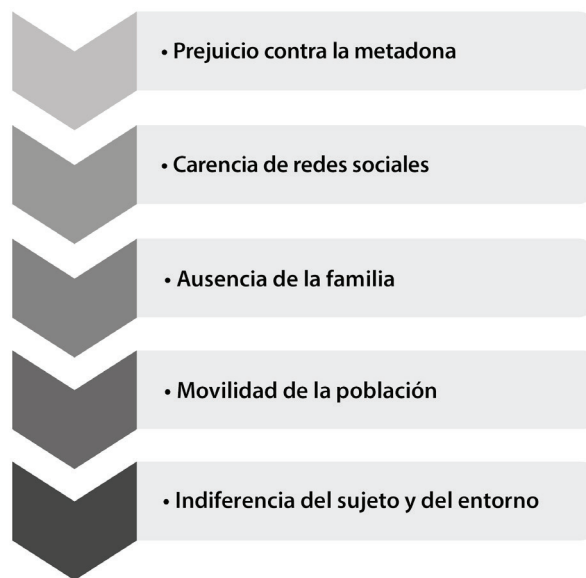 • Prejuicio contra la metadona
• Carencia de redes sociales
• Ausencia de la familia
• Movilidad de la población
• Indiferencia del sujeto y del entorno